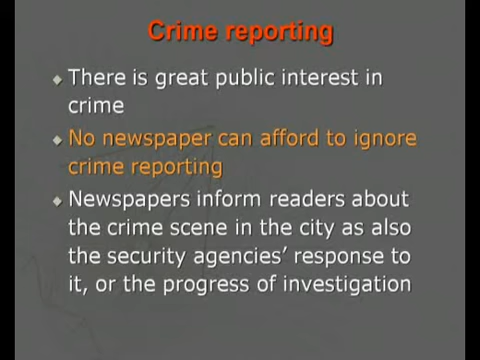 Crime reporting
There is great public interest in
crime
No newspaper can afford to ignore
crime reporting
Newspapers inform readers about
the crime scene in the city as also
the security agencies’ response to
it, or the progress of investigation